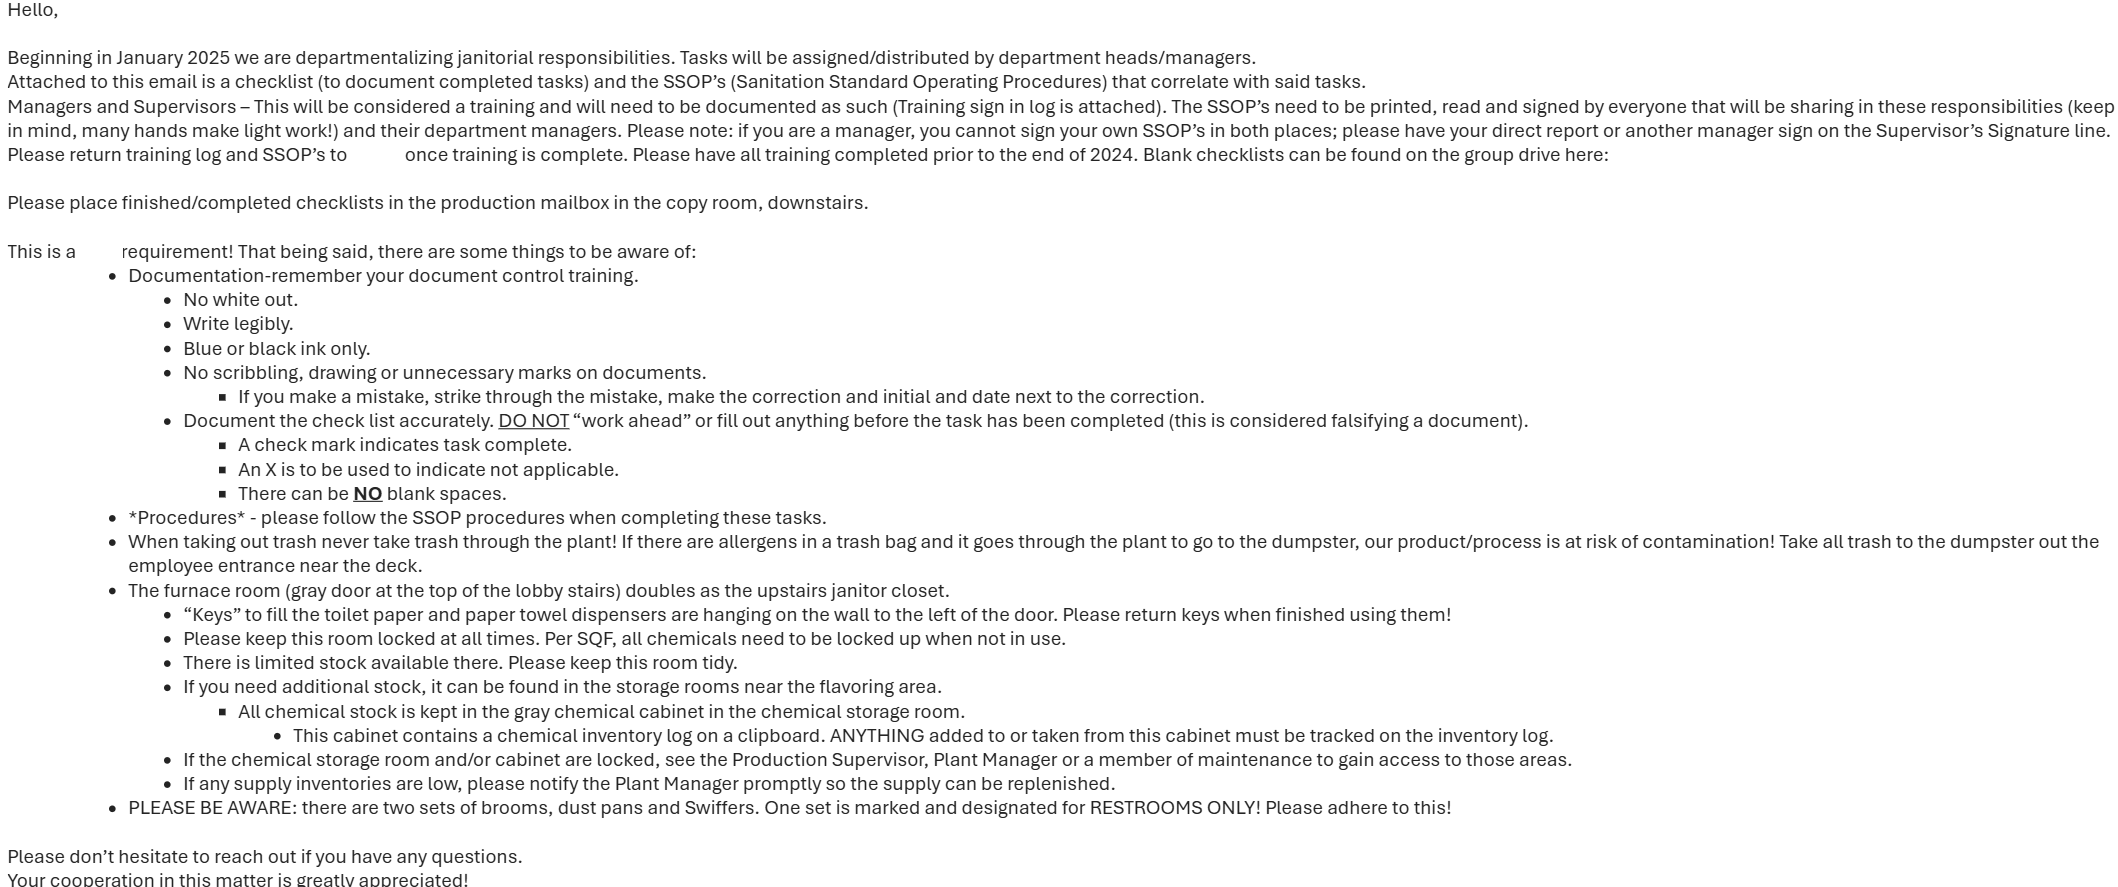 Hello,
Beginning in January 2025 we are departmentalizing janitorial responsibilities. Tasks will be assigned/distributed by department heads/managers.
Attached to this email is a checklist (to document completed tasks) and the SSOP’s (Sanitation Standard Operating Procedures) that correlate with said tasks.
Managers and Supervisors – This will be considered a training and will need to be documented as such (Training sign in log is attached). The SSOP’s need to be printed, read and signed by everyone that will be sharing in these responsibilities (keep
in mind, many hands make light work!) and their department managers. Please note: if you are a manager, you cannot sign your own SSOP’s in both places; please have your direct report or another manager sign on the Supervisor’s Signature line.
Please return training log and SSOP’s to once training is complete. Please have all training completed prior to the end of 2024. Blank checklists can be found on the group drive here:
Please place finished/completed checklists in the production mailbox in the copy room, downstairs.
This is a requirement! That being said, there are some things to be aware of:
• Documentation-remember your document control training.
• No white out.
• Write legibly.
• Blue or black ink only.
• No scribbling, drawing or unnecessary marks on documents.
▪ If you make a mistake, strike through the mistake, make the correction and initial and date next to the correction.
• Document the check list accurately. DO NOT “work ahead” or fill out anything before the task has been completed (this is considered falsifying a document).
▪ A check mark indicates task complete.
▪ An X is to be used to indicate not applicable.
▪ There can be NO blank spaces.
• *Procedures* - please follow the SSOP procedures when completing these tasks.
• When taking out trash never take trash through the plant! If there are allergens in a trash bag and it goes through the plant to go to the dumpster, our product/process is at risk of contamination! Take all trash to the dumpster out the
employee entrance near the deck.
• The furnace room (gray door at the top of the lobby stairs) doubles as the upstairs janitor closet.
• “Keys” to fill the toilet paper and paper towel dispensers are hanging on the wall to the left of the door. Please return keys when finished using them!
• Please keep this room locked at all times. Per SQF, all chemicals need to be locked up when not in use.
• There is limited stock available there. Please keep this room tidy.
• If you need additional stock, it can be found in the storage rooms near the flavoring area.
▪ All chemical stock is kept in the gray chemical cabinet in the chemical storage room.
• This cabinet contains a chemical inventory log on a clipboard. ANYTHING added to or taken from this cabinet must be tracked on the inventory log.
• If the chemical storage room and/or cabinet are locked, see the Production Supervisor, Plant Manager or a member of maintenance to gain access to those areas.
• If any supply inventories are low, please notify the Plant Manager promptly so the supply can be replenished.
• PLEASE BE AWARE: there are two sets of brooms, dust pans and Swiffers. One set is marked and designated for RESTROOMS ONLY! Please adhere to this!
Please don’t hesitate to reach out if you have any questions.
Your cooperation in this matter is greatly appreciated!